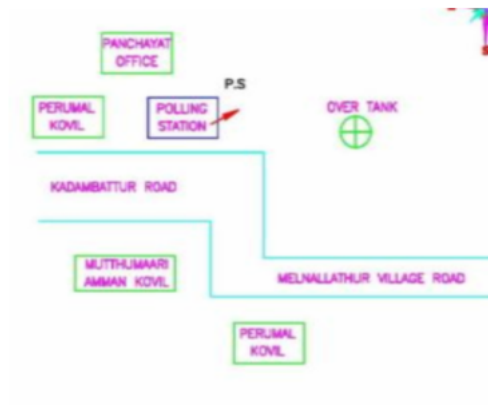 PANCHAYAT
OFFICE
P.S
PERUMAL
KOVIL
POLLING
STATION
OVER TANK
KADAMBATTUR ROAD
MUTTHUMAARI
AMMAN KOVIL
MELNALLATHUR VILLAGE ROAD
PERUMAL
KOVIL